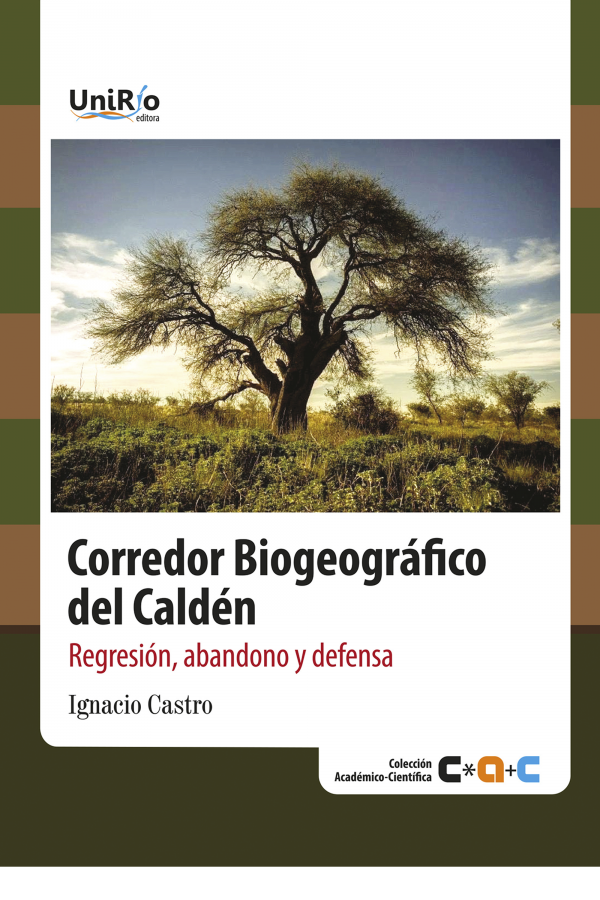 UniRío
editora
Corredor Biogeográfico
del Caldén
Regresión, abandono y defensa
Ignacio Castro
Colección
Académico-Científica
C*a+c